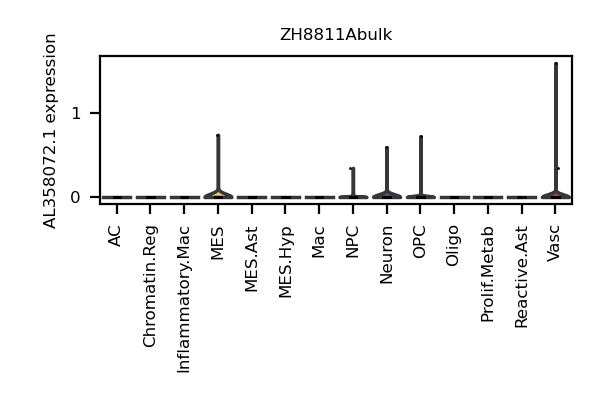 ZH8811Abulk
AL358072.1 expression
1
0
AC
Chromatin.Reg
Inflammatory.Mac
MES
MES.Ast
MES.Hyp
Mac
NPC
Neuron
OPC
Oligo
Prolif.Metab
Reactive.Ast
Vasc